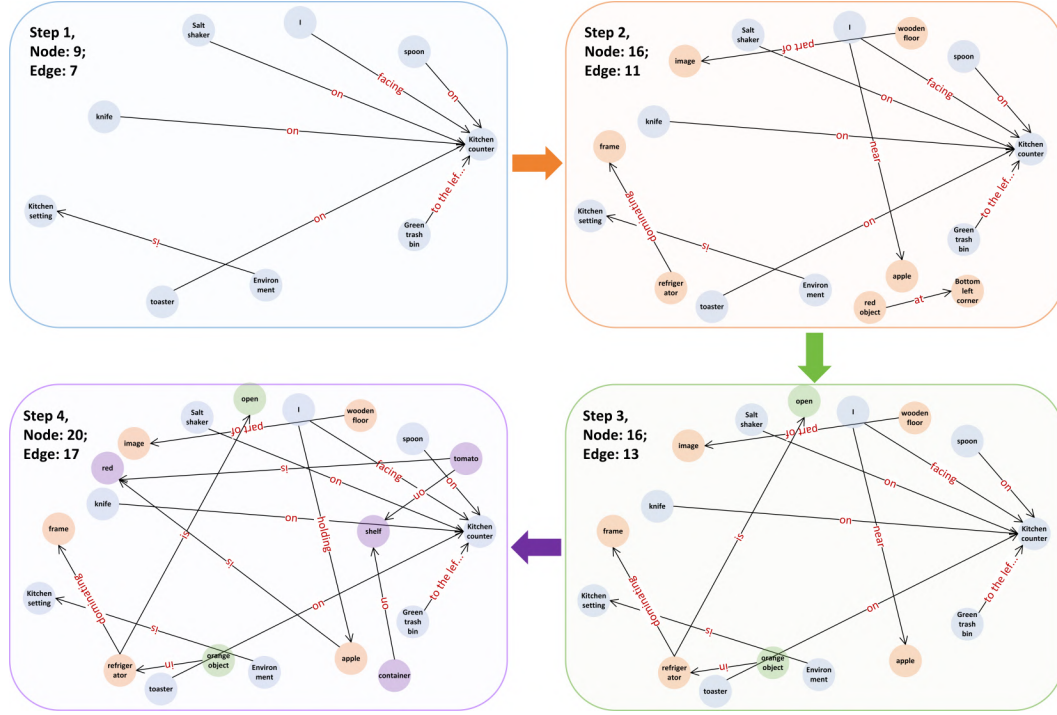 Step 1,
Node: 9;
Edge: 7
Salt
shaker
I
spoon
facing
on
on
knife
on
Kitchen
counter
to the lef...
Kitchen
setting
is
on
Green
trash
bin
toaster
Environ
ment
Step 2,
Node: 16;
Edge: 11
Salt
shaker
I
wooden
floor
part of
image
spoon
facing
on
on
knife
on
Kitchen
counter
frame
near
to the lef...
dominating
Kitchen
setting
is
on
Green
trash
bin
refriger
ator
toaster
Environ
ment
apple
red
object
at
Bottom
left
corner
Step 4,
Node: 20;
Edge: 17
open
Salt
shaker
I
wooden
floor
part of
image
spoon
red
is
facing
tomato
on
on
on
knife
on
holding
shelf
Kitchen
counter
frame
is
is
on
to the lef...
dominating
Kitchen
setting
is
on
Green
trash
bin
refriger
ator
in
orange
object
toaster
Environ
ment
apple
container
Step 3,
Node: 16;
Edge: 13
open
Salt
shaker
I
wooden
floor
part of
image
spoon
facing
on
on
knife
on
Kitchen
counter
frame
is
near
to the lef...
dominating
Kitchen
setting
is
on
Green
trash
bin
refriger
ator
in
orange
object
toaster
Environ
ment
apple